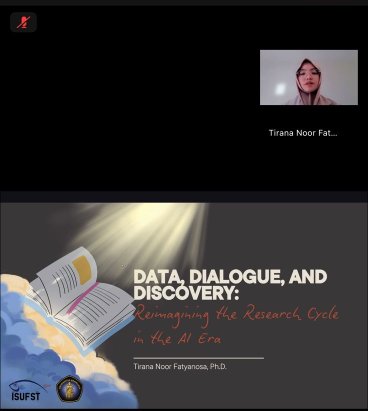 Tirana Noor Fat...
DATA, DIALOGUE, AND
DISCOVERY:
Reimagining the Research Cycle
in the AI Era
Tirana Noor Fatyanosa, Ph.D.
ISUFST